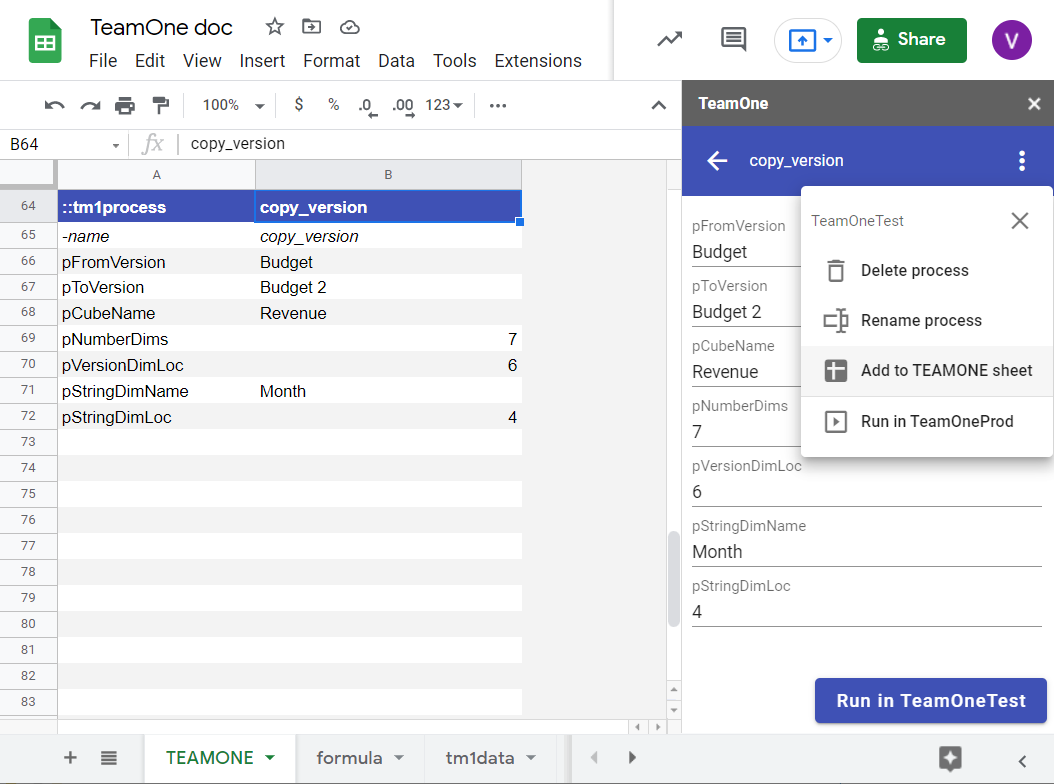 TeamOne doc
File Edit View Insert Format Data Tools Extensions
Share
V
100% $ % .0 .00 123
B64 fx copy_version
A B
64 ::tm1process copy_version
65 -name copy_version
66 pFromVersion Budget
67 pToVersion Budget 2
68 pCubeName Revenue
69 pNumberDims 7
70 pVersionDimLoc 6
71 pStringDimName Month
72 pStringDimLoc 4
73
74
75
76
77
78
79
80
81
82
83
TEAMONE formula tm1data
TeamOne
copy_version
pFromVersion
Budget
pToVersion
Budget 2
pCubeName
Revenue
pNumberDims
7
pVersionDimLoc
6
pStringDimName
Month
pStringDimLoc
4
TeamOneTest
Delete process
Rename process
Add to TEAMONE sheet
Run in TeamOneProd
Run in TeamOneTest